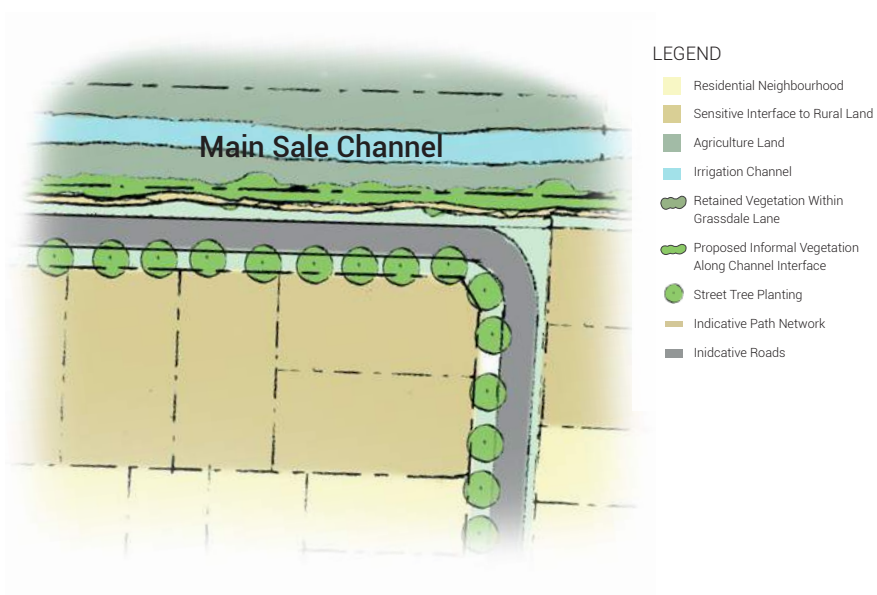 Main Sale Channel
LEGEND
Residential Neighbourhood
Sensitive Interface to Rural Land
Agriculture Land
Irrigation Channel
Retained Vegetation Within
Grassdale Lane
Proposed Informal Vegetation
Along Channel Interface
Street Tree Planting
Indicative Path Network
Inidcative Roads